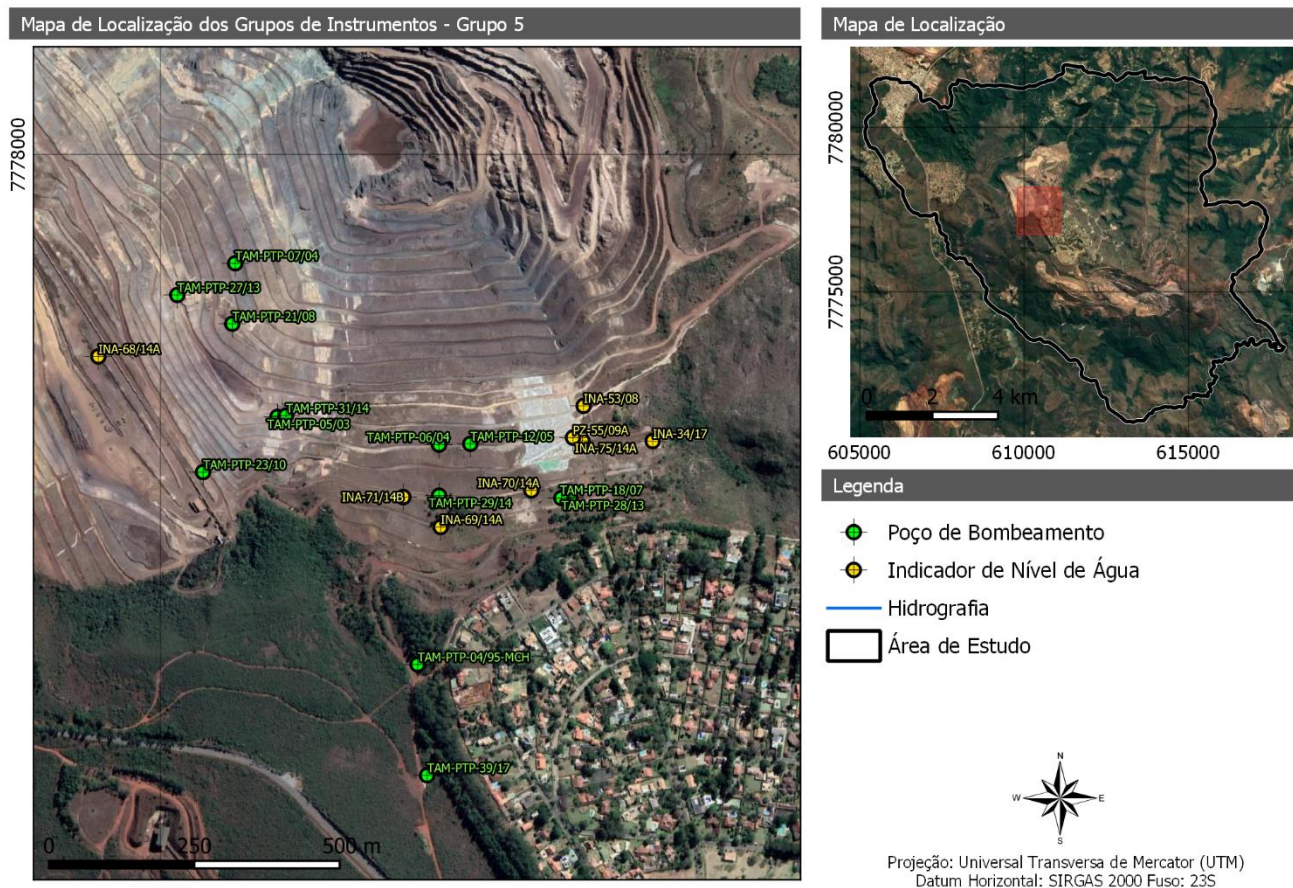 Mapa de Localização dos Grupos de Instrumentos - Grupo 5
7778000
TAM-PTP-07/04
TAM-PTP-27/13
TAM-PTP-21/08
INA-68/14A
TAM-PTP-31/14
TAM-PTP-05/03
INA-53/08
TAM-PTP-06/04
TAM-PTP-12/05
PZ-55/09A
INA-34/17
INA-75/14A
TAM-PTP-23/10
INA-71/14B
INA-70/14A
TAM-PTP-18/07
TAM-PTP-29/14
TAM-PTP-28/13
INA-69/14A
TAM-PTP-04/95-MCH
TAM-PTP-39/17
0 250 500 m
Mapa de Localização
7780000
7775000
0 2 4 km
605000 610000 615000
Legenda
Poço de Bombeamento
Indicador de Nível de Água
Hidrografia
Área de Estudo
N
W E
S
Projeção: Universal Transversa de Mercator (UTM)
Datum Horizontal: SIRGAS 2000 Fuso: 23S